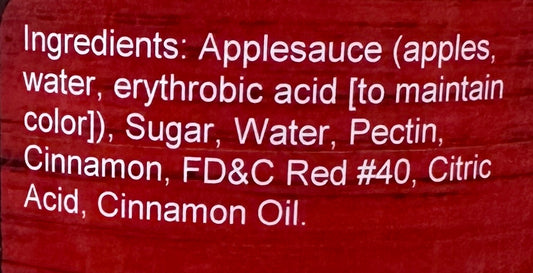 Ingredients: Applesauce (apples,
water, erythrobic acid [to maintain
color]), Sugar, Water, Pectin,
Cinnamon, FD&C Red #40, Citric
Acid, Cinnamon Oil.